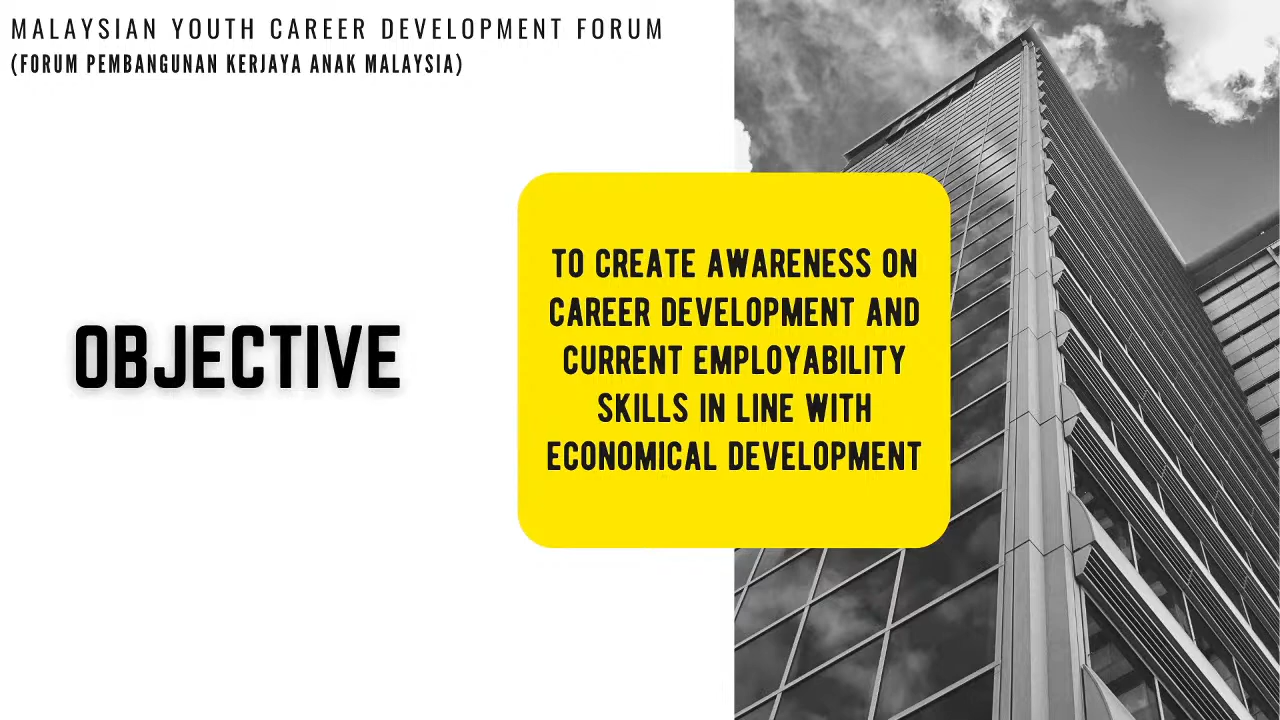 MALAYSIAN YOUTH CAREER DEVELOPMENT FORUM
(FORUM PEMBANGUNAN KERJAYA ANAK MALAYSIA)
OBJECTIVE
TO CREATE AWARENESS ON
CAREER DEVELOPMENT AND
CURRENT EMPLOYABILITY
SKILLS IN LINE WITH
ECONOMICAL DEVELOPMENT